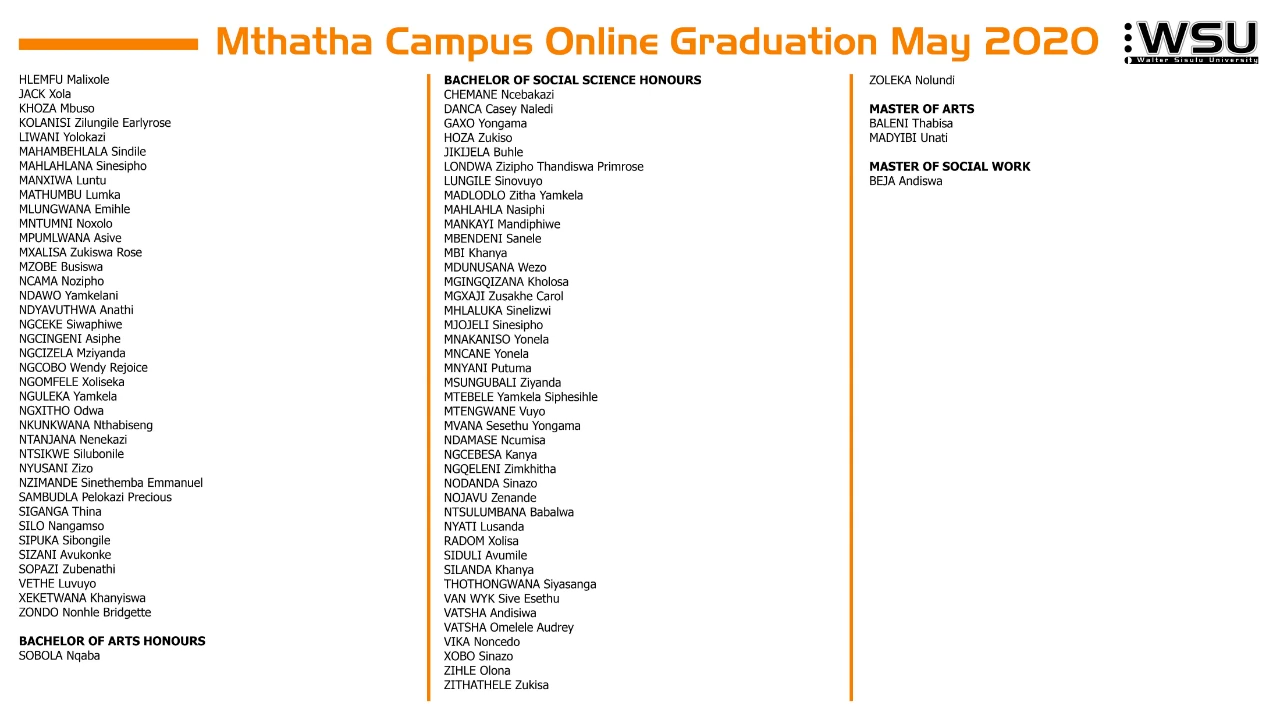 Mthatha Campus Online Graduation May 2020
WSU
Walter Sisulu University
HLEMFU Malixole
JACK Xola
KHOZA Mbuso
KOLANISI Zilungile Earlyrose
LIWANI Yolokazi
MAHAMBEHLALA Sindile
MAHLAHLANA Sinesipho
MANXIWA Luntu
MATHUMBU Lumka
MLUNGWANA Emihle
MNTUMNI Noxolo
MPUMLWANA Asive
MXALISA Zukiswa Rose
MZOBE Busiswa
NCAMA Nozipho
NDAWO Yamkelani
NDYAVUTHWA Anathi
NGCEKE Siwaphiwe
NGCINGENI Asiphe
NGCIZELA Mziyanda
NGCOBO Wendy Rejoice
NGOMFELE Xoliseka
NGULEKA Yamkela
NGXITHO Odwa
NKUNKWANA Nthabiseng
NTANJANA Nenekazi
NTSIKWE Silubonile
NYUSANI Zizo
NZIMANDE Sinethemba Emmanuel
SAMBUDLA Pelokazi Precious
SIGANGA Thina
SILO Nangamso
SIPUKA Sibongile
SIZANI Avukonke
SOPAZI Zubenathi
VETHE Luvuyo
XEKETWANA Khanyiswa
ZONDO Nonhle Bridgette
BACHELOR OF ARTS HONOURS
SOBOLA Nqaba
BACHELOR OF SOCIAL SCIENCE HONOURS
CHEMANE Ncebakazi
DANCA Casey Naledi
GAXO Yongama
HOZA Zukiso
JIKIJELA Buhle
LONDWA Zizipho Thandiswa Primrose
LUNGILE Sinovuyo
MADLODLO Zitha Yamkela
MAHLAHLA Nasiphi
MANKAYI Mandiphiwe
MBENDENI Sanele
MBI Khanya
MDUNUSANA Wezo
MGINGQIZANA Kholosa
MGXAJI Zusakhe Carol
MHLALUKA Sinelizwi
MJOJELI Sinesipho
MNAKANISO Yonela
MNCANE Yonela
MNYANI Putuma
MSUNGUBALI Ziyanda
MTEBELE Yamkela Siphesihle
MTENGWANE Vuyo
MVANA Sesethu Yongama
NDAMASE Ncumisa
NGCEBESA Kanya
NGQELENI Zimkhitha
NODANDA Sinazo
NOJAVU Zenande
NTSULUMBANA Babalwa
NYATI Lusanda
RADOM Xolisa
SIDULI Avumile
SILANDA Khanya
THOTHONGWANA Siyasanga
VAN WYK Sive Esethu
VATSHA Andisiwa
VATSHA Omelele Audrey
VIKA Noncedo
XOBO Sinazo
ZIHLE Olona
ZITHATHELE Zukisa
ZOLEKA Nolundi
MASTER OF ARTS
BALENI Thabisa
MADYIBI Unati
MASTER OF SOCIAL WORK
BEJA Andiswa